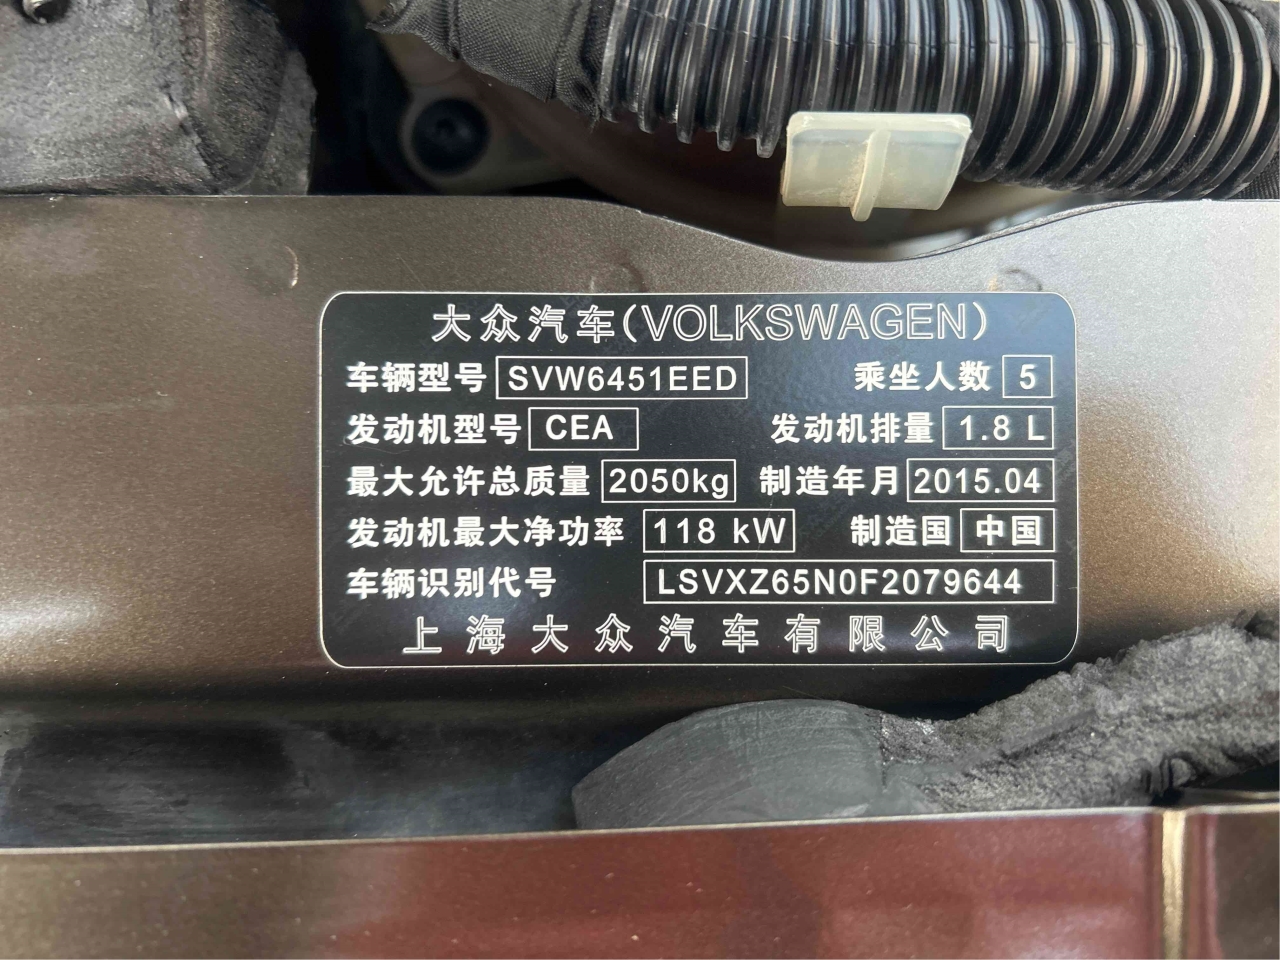 大众汽车(VOLKSWAGEN)
车辆型号 SVW6451EED 乘坐人数 5
发动机型号 CEA 发动机排量 1.8 L
最大允许总质量 2050kg 制造年月 2015.04
发动机最大净功率 118 kW 制造国 中国
车辆识别代号 LSVXZ65N0F2079644
上海大众汽车有限公司